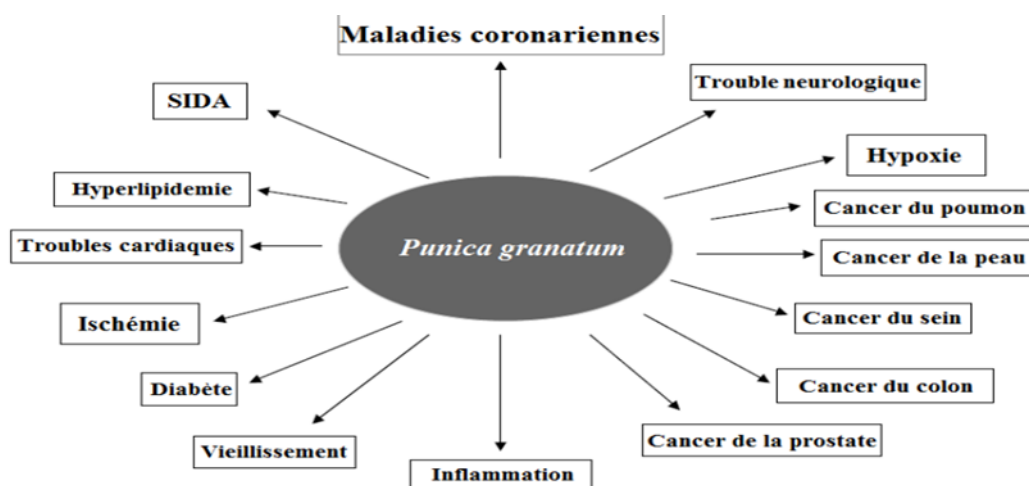 Maladies coronariennes
Trouble neurologique
SIDA
Hypoxie
Hyperlipidemie
Cancer du poumon
Troubles cardiaques
Punica granatum
Cancer de la peau
Ischémie
Cancer du sein
Diabète
Cancer du colon
Vieillissement
Cancer de la prostate
Inflammation